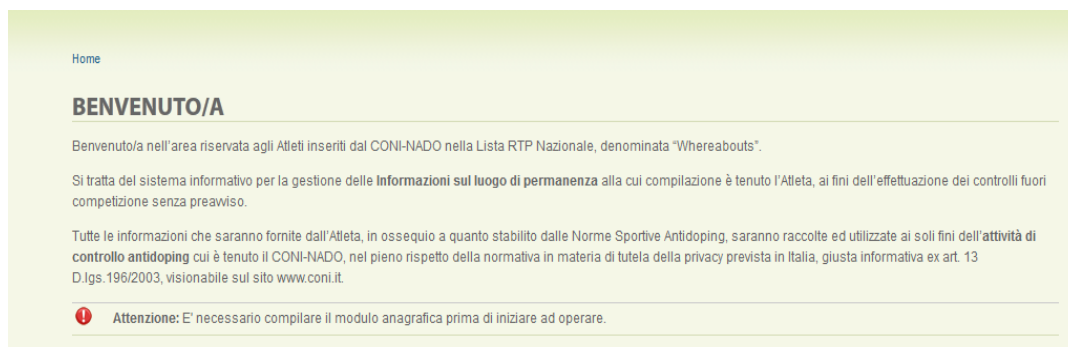 Home
BENVENUTO/A
Benvenuto/a nell'area riservata agli Atleti inseriti dal CONI-NADO nella Lista RTP Nazionale, denominata “Whereabouts”.
Si tratta del sistema informativo per la gestione delle Informazioni sul luogo di permanenza alla cui compilazione è tenuto l'Atleta, ai fini dell'effettuazione dei controlli fuori
competizione senza preavviso.
Tutte le informazioni che saranno fornite dall'Atleta, in ossequio a quanto stabilito dalle Norme Sportive Antidoping, saranno raccolte ed utilizzate ai soli fini dell'attività di
controllo antidoping cui è tenuto il CONI-NADO, nel pieno rispetto della normativa in materia di tutela della privacy prevista in Italia, giusta informativa ex art. 13
D.lgs.196/2003, visionabile sul sito www.coni.it.
Attenzione: E' necessario compilare il modulo anagrafica prima di iniziare ad operare.